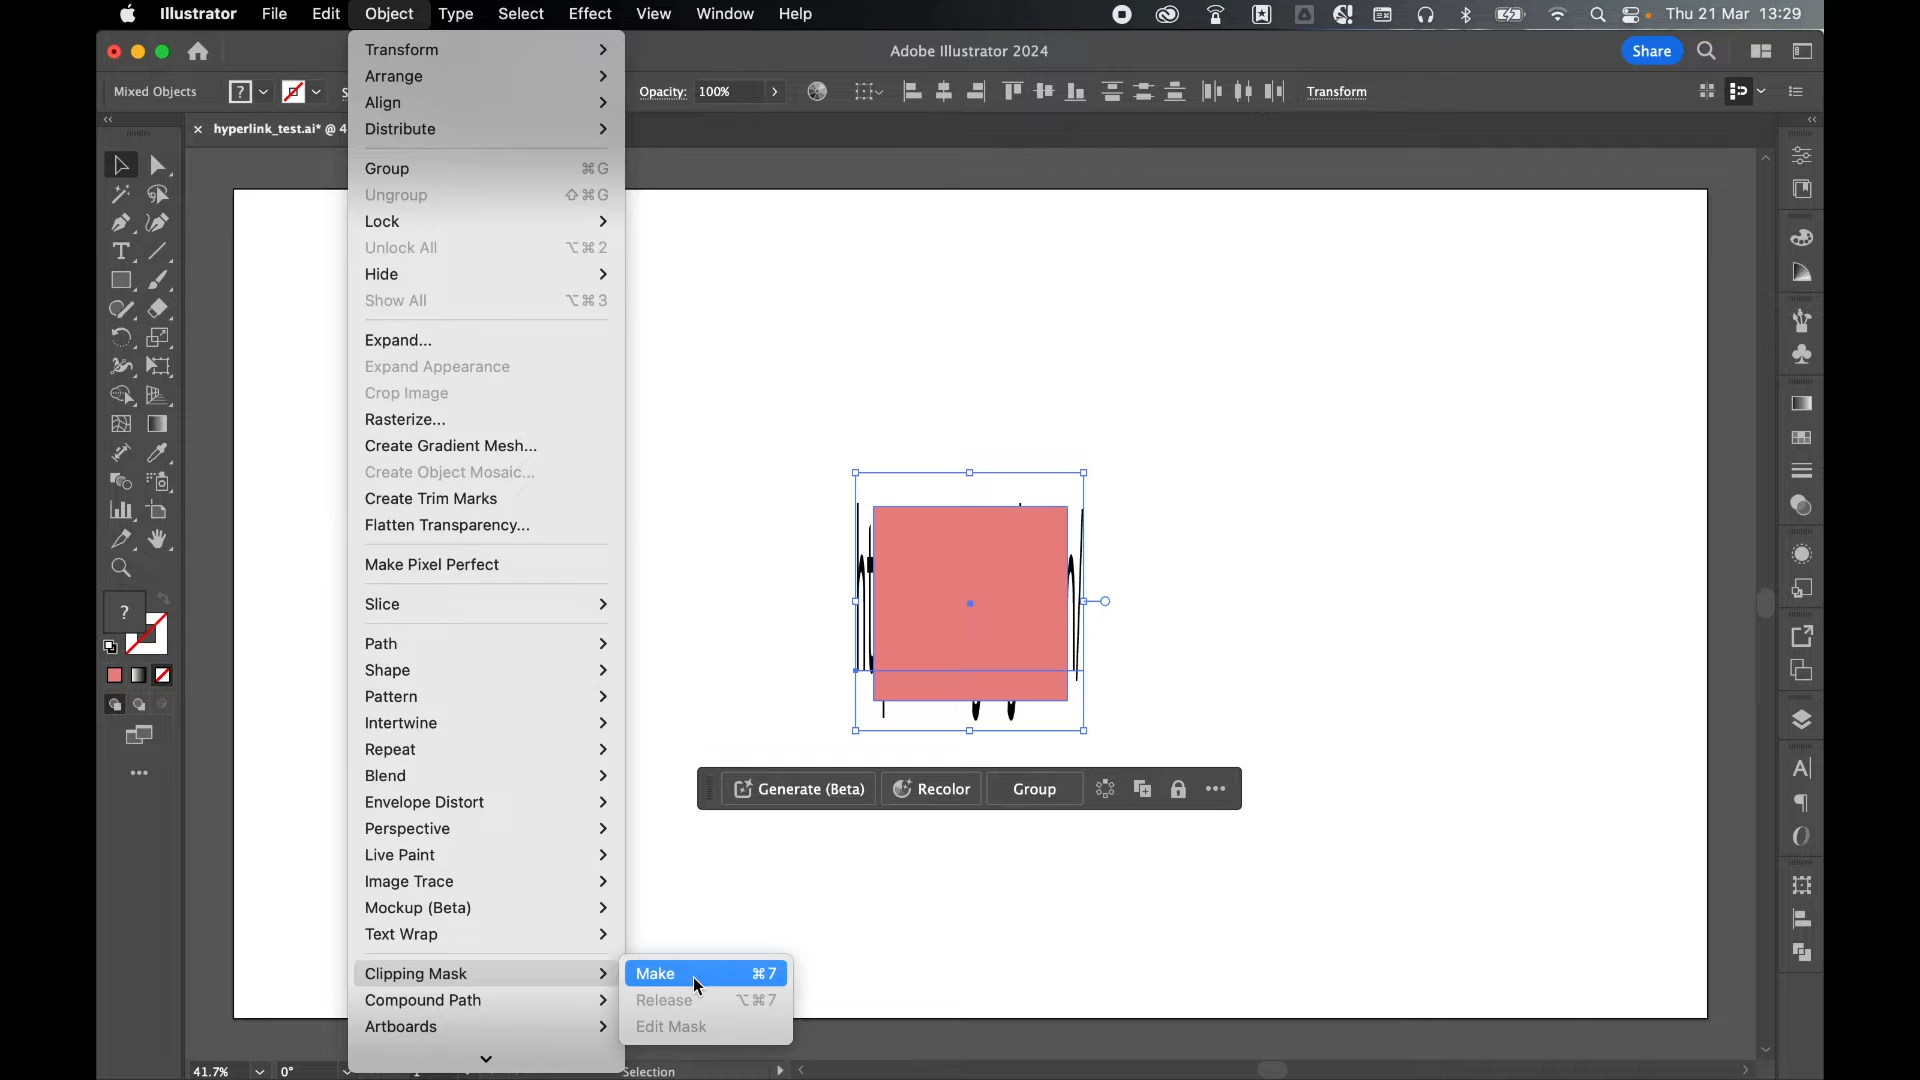 Illustrator File Edit Object Type Select Effect View Window Help Thu 21 Mar 13:29
Adobe Illustrator 2024 Share
Mixed Objects ? Opacity: 100% Transform
× hyperlink_test.ai* @ 4
Transform
Arrange
Align
Distribute
Group ⌘G
Ungroup ⇧⌘G
Lock
Unlock All ⌥⌘2
Hide
Show All ⌥⌘3
Expand...
Expand Appearance
Crop Image
Rasterize...
Create Gradient Mesh...
Create Object Mosaic...
Create Trim Marks
Flatten Transparency...
Make Pixel Perfect
Slice
Path
Shape
Pattern
Intertwine
Repeat
Blend
Envelope Distort
Perspective
Live Paint
Image Trace
Mockup (Beta)
Text Wrap
Clipping Mask
Compound Path
Artboards
Make ⌘7
Release ⌥⌘7
Edit Mask
?
Generate (Beta) Recolor Group
41.7% 0° Selection